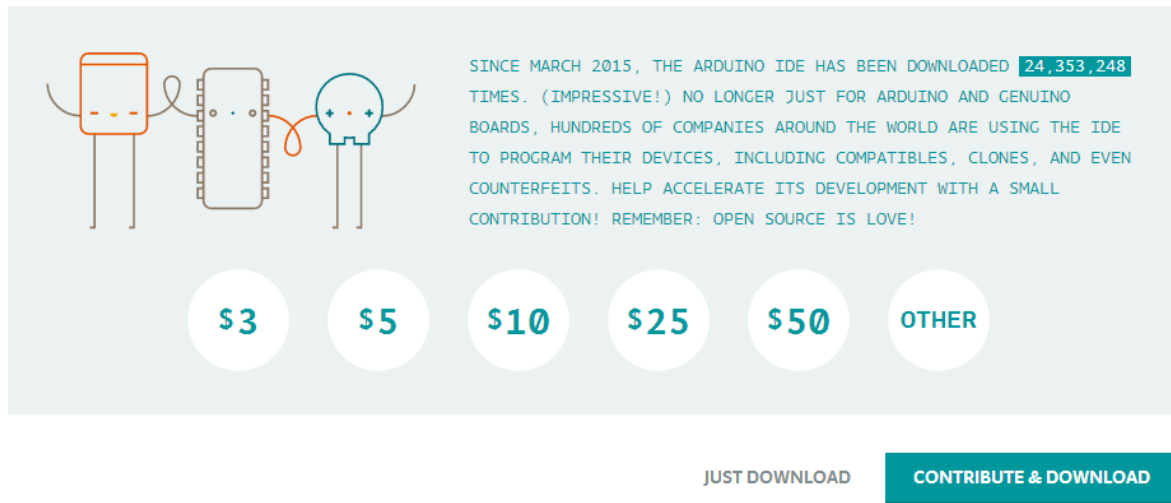 SINCE MARCH 2015, THE ARDUINO IDE HAS BEEN DOWNLOADED 24,353,248
TIMES. (IMPRESSIVE!) NO LONGER JUST FOR ARDUINO AND GENUINO
BOARDS, HUNDREDS OF COMPANIES AROUND THE WORLD ARE USING THE IDE
TO PROGRAM THEIR DEVICES, INCLUDING COMPATIBLES, CLONES, AND EVEN
COUNTERFEITS. HELP ACCELERATE ITS DEVELOPMENT WITH A SMALL
CONTRIBUTION! REMEMBER: OPEN SOURCE IS LOVE!
$3 $5 $10 $25 $50 OTHER
JUST DOWNLOAD CONTRIBUTE & DOWNLOAD